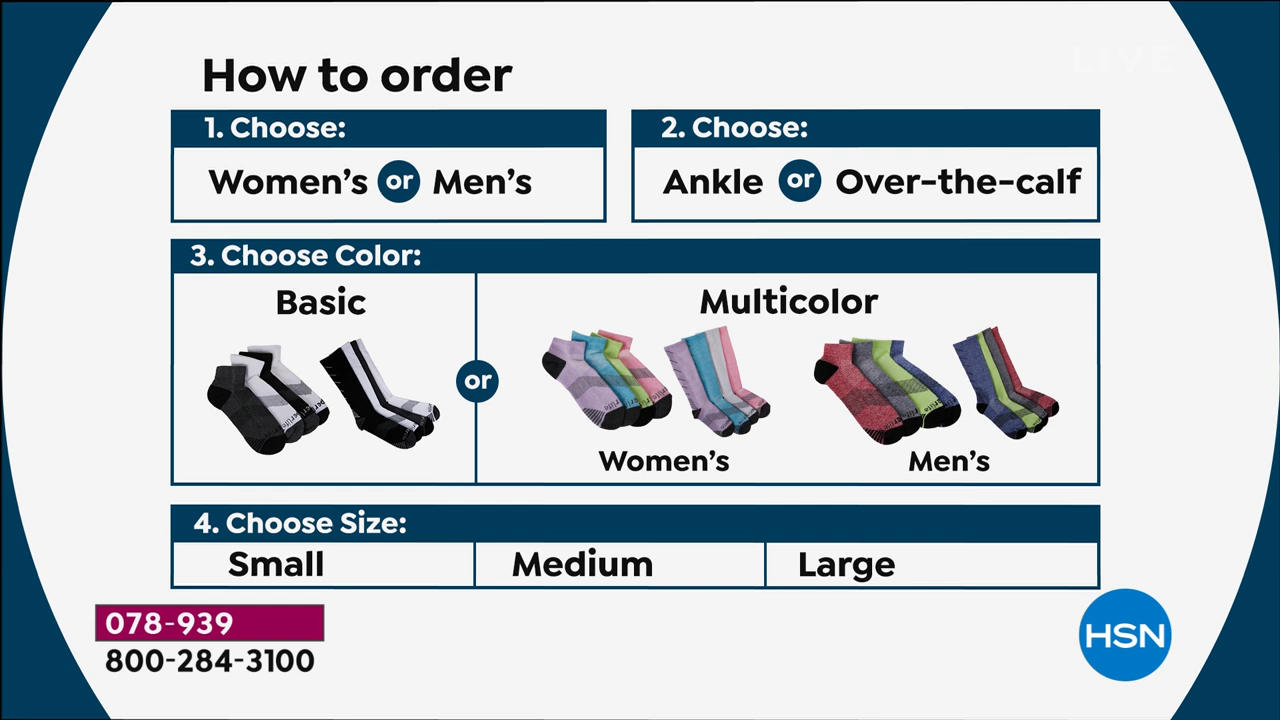 LIVE
How to order
1. Choose:
Women's or Men's
2. Choose:
Ankle or Over-the-calf
3. Choose Color:
Basic
or
Multicolor
Women's
Men's
4. Choose Size:
Small
Medium
Large
078-939
800-284-3100
HSN